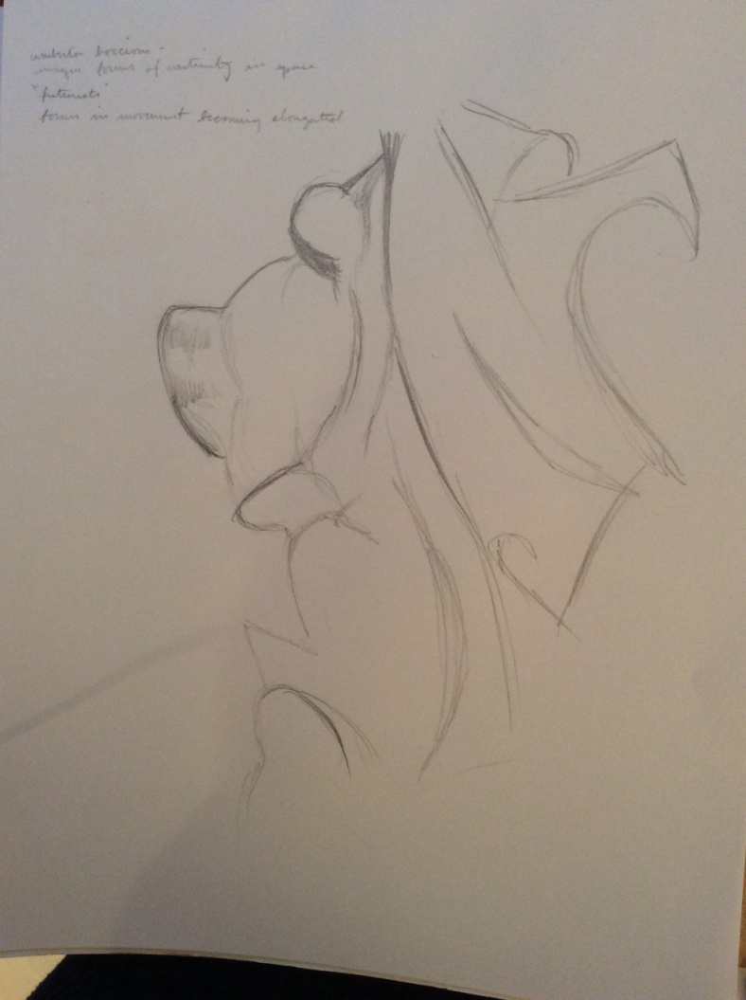 umberto boccioni -
unique forms of continuity in space
"futurists"
forms in movement becoming elongated